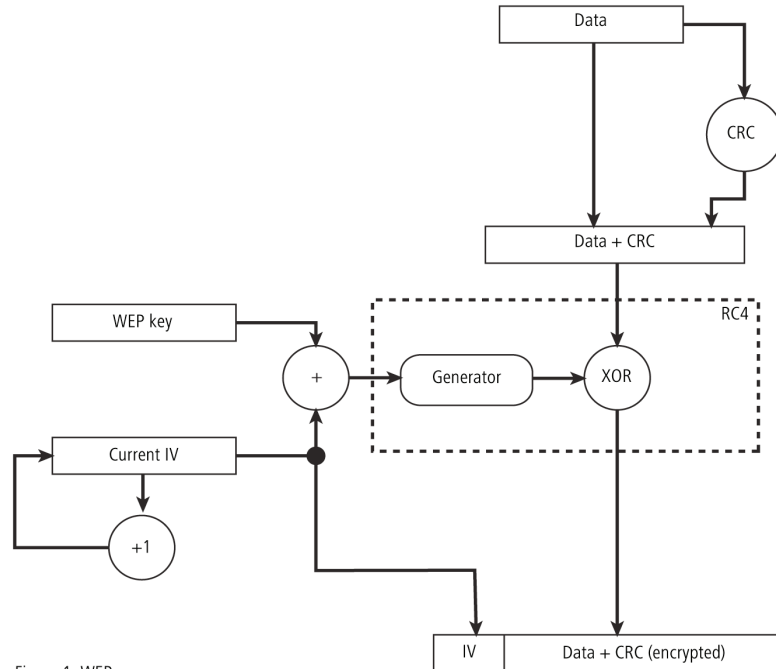 Data
CRC
Data + CRC
RC4
WEP key
+
Generator
XOR
Current IV
+1
IV
Data + CRC (encrypted)